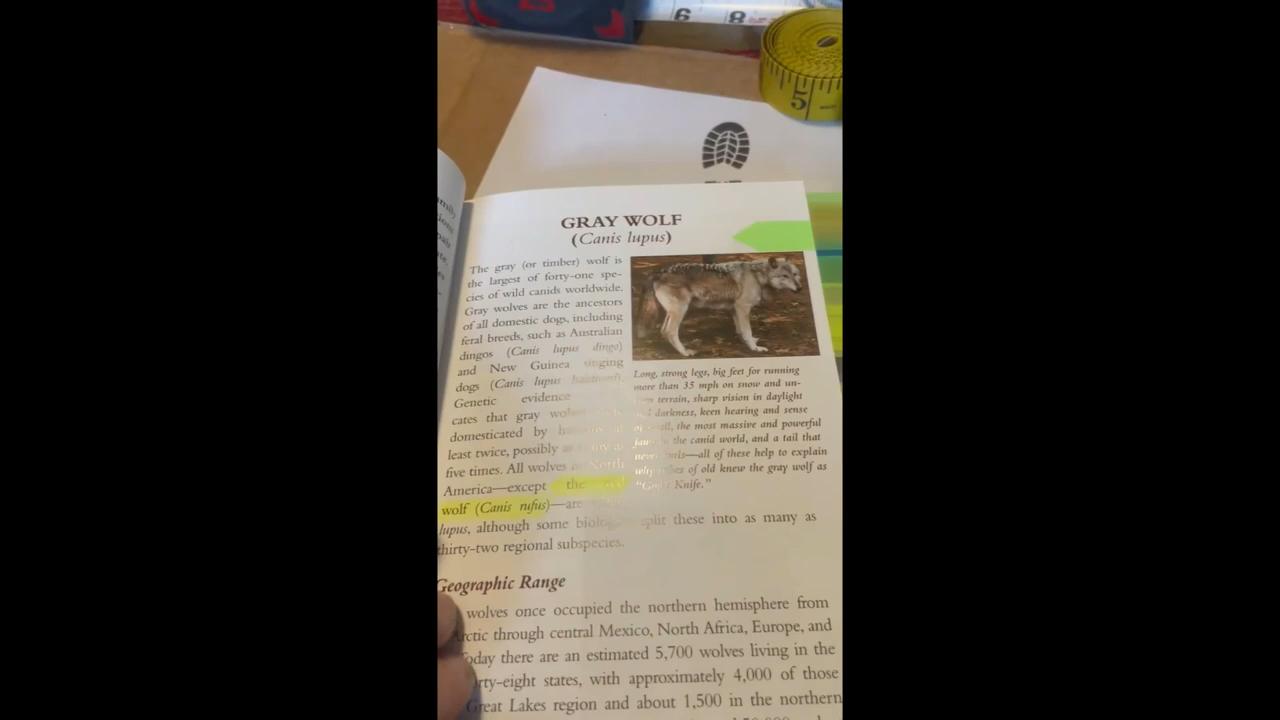 6 8
5
GRAY WOLF
(Canis lupus)
The gray (or timber) wolf is
the largest of forty-one spe-
cies of wild canids worldwide.
Gray wolves are the ancestors
of all domestic dogs, including
feral breeds, such as Australian
dingos (Canis lupus dingo)
and New Guinea singing
dogs (Canis lupus
Genetic evidence
cates that gray
domesticated by
least twice, possibly
five times. All wolves North
America—except the
wolf (Canis rufus)—are
lupus, although some split these into as many as
thirty-two regional subspecies.
Long, strong legs, big feet for running
more than 35 mph on snow and un-
terrain, sharp vision in daylight
darkness, keen hearing and sense
the most massive and powerful
the canid world, and a tail that
all of these help to explain
of old knew the gray wolf as
Knife."
Geographic Range
wolves once occupied the northern hemisphere from
through central Mexico, North Africa, Europe, and
Today there are an estimated 5,700 wolves living in the
-eight states, with approximately 4,000 of those
Great Lakes region and about 1,500 in the northern